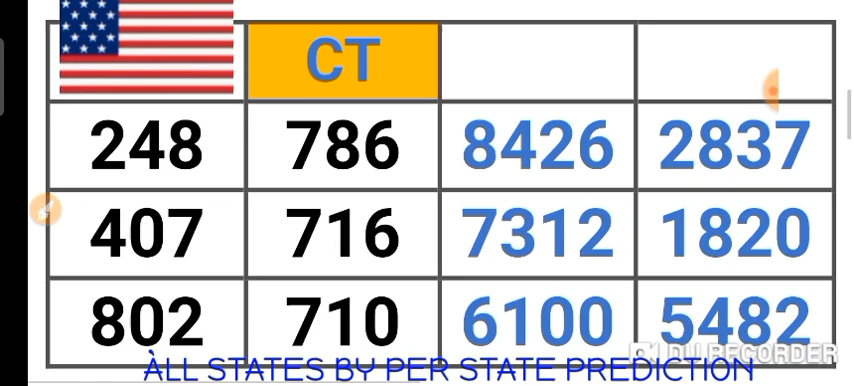 CT
248 786 8426 2837
407 716 7312 1820
802 710 6100 5482
DU RECORDER
ÀLL STATES BY PER STATE PREDICTION